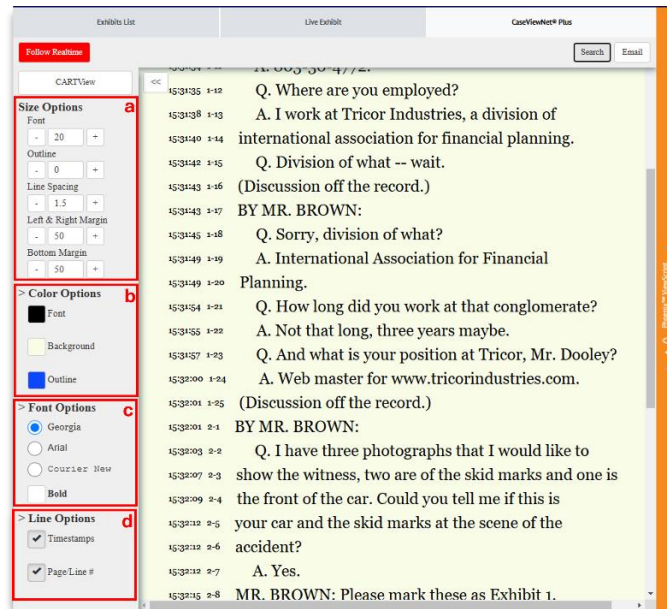 Exhibits List
Live Exhibit
CaseViewNet® Plus
Follow Realtime
Search
Email
CARTView
<<
Size Options
a
Font
- 20 +
Outline
- 0 +
Line Spacing
- 1.5 +
Left & Right Margin
- 50 +
Bottom Margin
- 50 +
> Color Options
b
Font
Background
Outline
> Font Options
c
Georgia
Arial
Courier New
Bold
> Line Options
d
Timestamps
Page/Line #
15:31:35 1-12 Q. Where are you employed?
15:31:38 1-13 A. I work at Tricor Industries, a division of
15:31:40 1-14 international association for financial planning.
15:31:42 1-15 Q. Division of what -- wait.
15:31:43 1-16 (Discussion off the record.)
15:31:43 1-17 BY MR. BROWN:
15:31:45 1-18 Q. Sorry, division of what?
15:31:49 1-19 A. International Association for Financial
15:31:49 1-20 Planning.
15:31:54 1-21 Q. How long did you work at that conglomerate?
15:31:55 1-22 A. Not that long, three years maybe.
15:31:57 1-23 Q. And what is your position at Tricor, Mr. Dooley?
15:32:00 1-24 A. Web master for www.tricorindustries.com.
15:32:01 1-25 (Discussion off the record.)
15:32:01 2-1 BY MR. BROWN:
15:32:03 2-2 Q. I have three photographs that I would like to
15:32:07 2-3 show the witness, two are of the skid marks and one is
15:32:09 2-4 the front of the car. Could you tell me if this is
15:32:12 2-5 your car and the skid marks at the scene of the
15:32:12 2-6 accident?
15:32:12 2-7 A. Yes.
15:32:15 2-8 MR. BROWN: Please mark these as Exhibit 1.